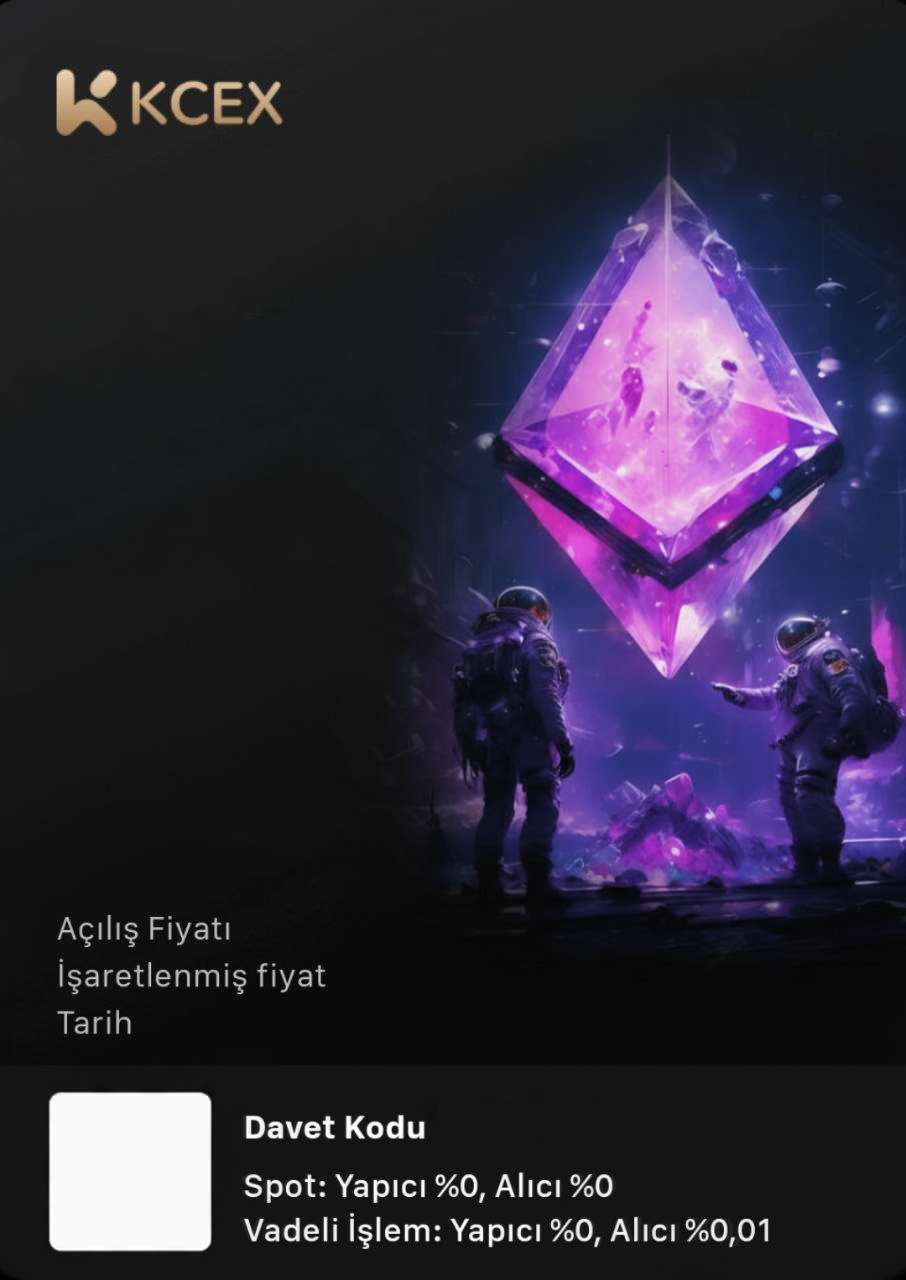 KCEX
Açılış Fiyatı
İşaretlenmiş fiyat
Tarih
Davet Kodu
Spot: Yapıcı %0, Alıcı %0
Vadeli İşlem: Yapıcı %0, Alıcı %0,01